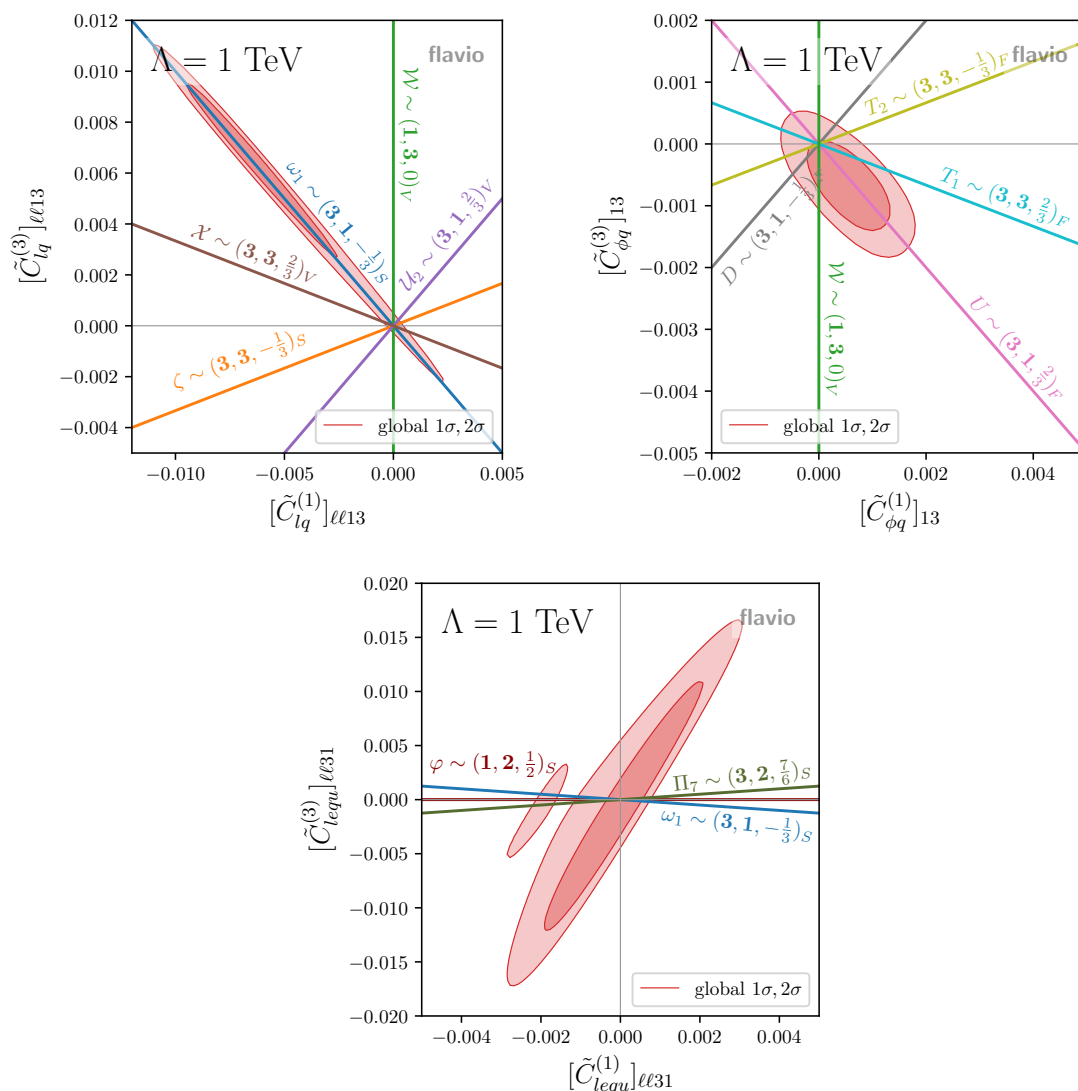 Λ = 1 TeV
flavio
0.012
0.010
0.008
0.006
0.004
0.002
0.000
−0.002
−0.004
[C̃_{lq}^{(3)}]_{ℓℓ13}
𝒲 ~ (1, 3, 0)_V
ω₁ ~ (3, 1, −1/3)_S
𝒰₂ ~ (3, 1, 2/3)_V
𝒳 ~ (3, 3, 2/3)_V
ζ ~ (3, 3, −1/3)_S
global 1σ, 2σ
−0.010
−0.005
0.000
0.005
[C̃_{lq}^{(1)}]_{ℓℓ13}
Λ = 1 TeV
flavio
0.002
0.001
0.000
−0.001
−0.002
−0.003
−0.004
−0.005
[C̃_{ϕq}^{(3)}]_{13}
T₂ ~ (3, 3, −1/3)_F
T₁ ~ (3, 3, 2/3)_F
D ~ (3, 1, −1/3)
𝒲 ~ (1, 3, 0)_V
U ~ (3, 1, 2/3)_F
global 1σ, 2σ
−0.002
0.000
0.002
0.004
[C̃_{ϕq}^{(1)}]_{13}
Λ = 1 TeV
flavio
0.020
0.015
0.010
0.005
0.000
−0.005
−0.010
−0.015
−0.020
[C̃_{lequ}^{(3)}]_{ℓℓ31}
φ ~ (1, 2, 1/2)_S
Π₇ ~ (3, 2, 7/6)_S
ω₁ ~ (3, 1, −1/3)_S
global 1σ, 2σ
−0.004
−0.002
0.000
0.002
0.004
[C̃_{lequ}^{(1)}]_{ℓℓ31}